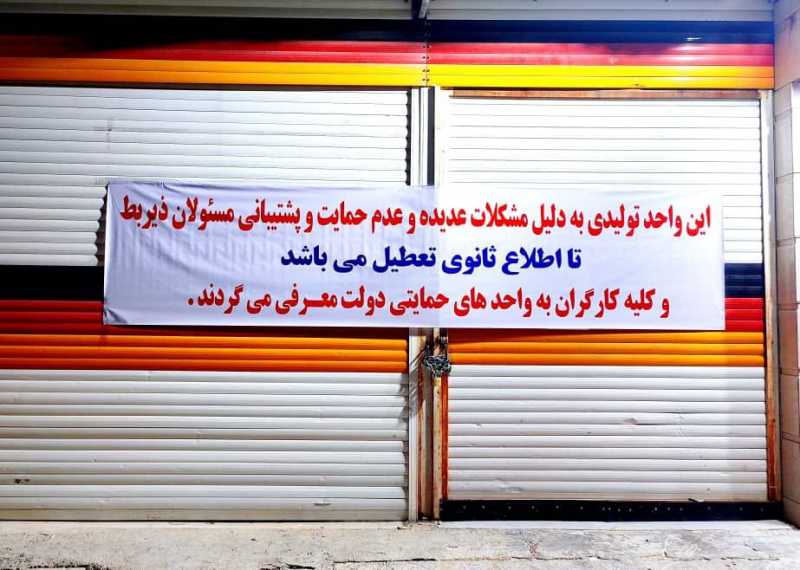 این واحد تولیدی به دلیل مشکلات عدیده و عدم حمایت و پشتیبانی مسئولان ذیربط
تا اطلاع ثانوی تعطیل می باشد
و کلیه کارگران به واحد های حمایتی دولت معـرفی می گردند .